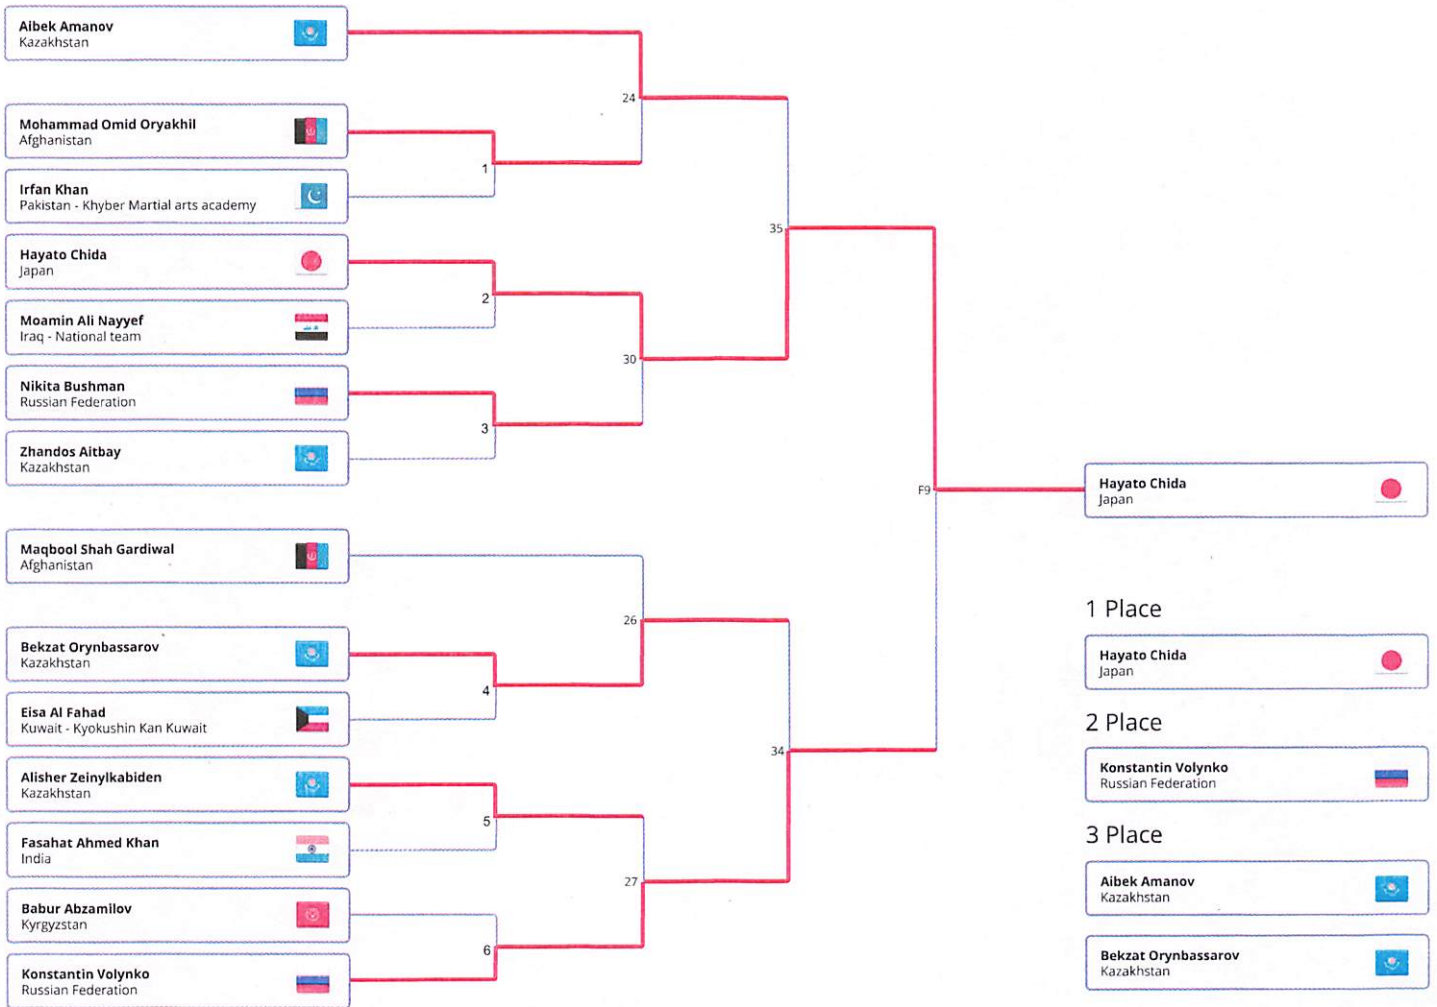 Aibek Amanov
Kazakhstan
24
Mohammad Omid Oryakhil
Afghanistan
1
Irfan Khan
Pakistan - Khyber Martial arts academy
35
Hayato Chida
Japan
2
Moamin Ali Nayyef
Iraq - National team
30
Nikita Bushman
Russian Federation
3
Zhandos Aitbay
Kazakhstan
F9
Hayato Chida
Japan
Maqbool Shah Gardiwal
Afghanistan
26
Bekzat Orynbassarov
Kazakhstan
4
Eisa Al Fahad
Kuwait - Kyokushin Kan Kuwait
34
Alisher Zeinylkabiden
Kazakhstan
5
Fasahat Ahmed Khan
India
27
Babur Abzamilov
Kyrgyzstan
6
Konstantin Volynko
Russian Federation
1 Place
Hayato Chida
Japan
2 Place
Konstantin Volynko
Russian Federation
3 Place
Aibek Amanov
Kazakhstan
Bekzat Orynbassarov
Kazakhstan